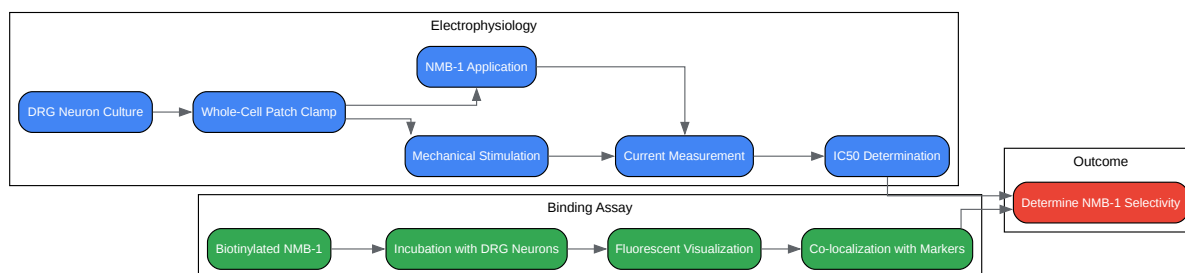 Electrophysiology
NMB-1 Application
DRG Neuron Culture
Whole-Cell Patch Clamp
Mechanical Stimulation
Current Measurement
IC50 Determination
Outcome
Determine NMB-1 Selectivity
Binding Assay
Biotinylated NMB-1
Incubation with DRG Neurons
Fluorescent Visualization
Co-localization with Markers